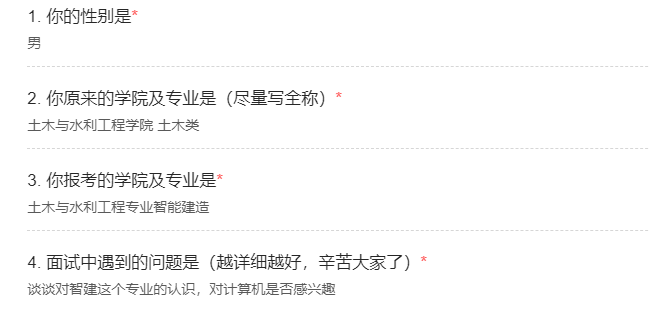 1. 你的性别是*
男
2. 你原来的学院及专业是（尽量写全称）*
土木与水利工程学院 土木类
3. 你报考的学院及专业是*
土木与水利工程专业智能建造
4. 面试中遇到的问题是（越详细越好，辛苦大家了）*
谈谈对智建这个专业的认识，对计算机是否感兴趣